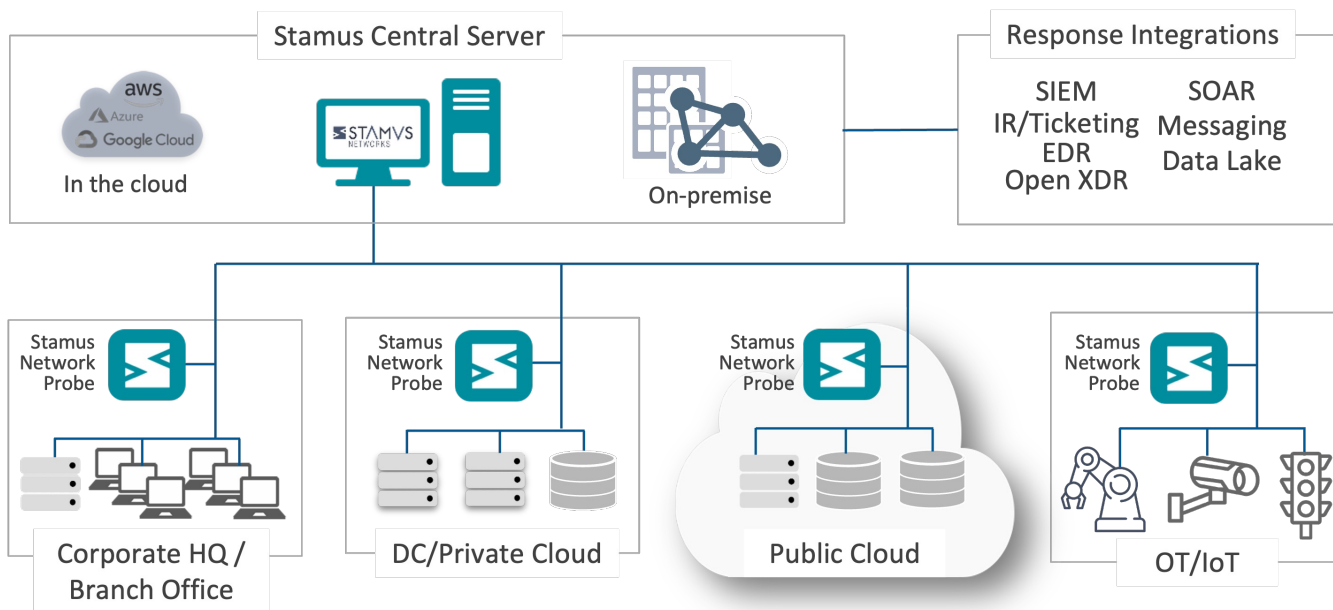 Stamus Central Server
Response Integrations
aws
Azure
Google Cloud
In the cloud
STAMVS
NETWORKS
On-premise
SIEM
IR/Ticketing
EDR
Open XDR
SOAR
Messaging
Data Lake
Stamus
Network
Probe
Stamus
Network
Probe
Stamus
Network
Probe
Stamus
Network
Probe
Corporate HQ /
Branch Office
DC/Private Cloud
Public Cloud
OT/IoT